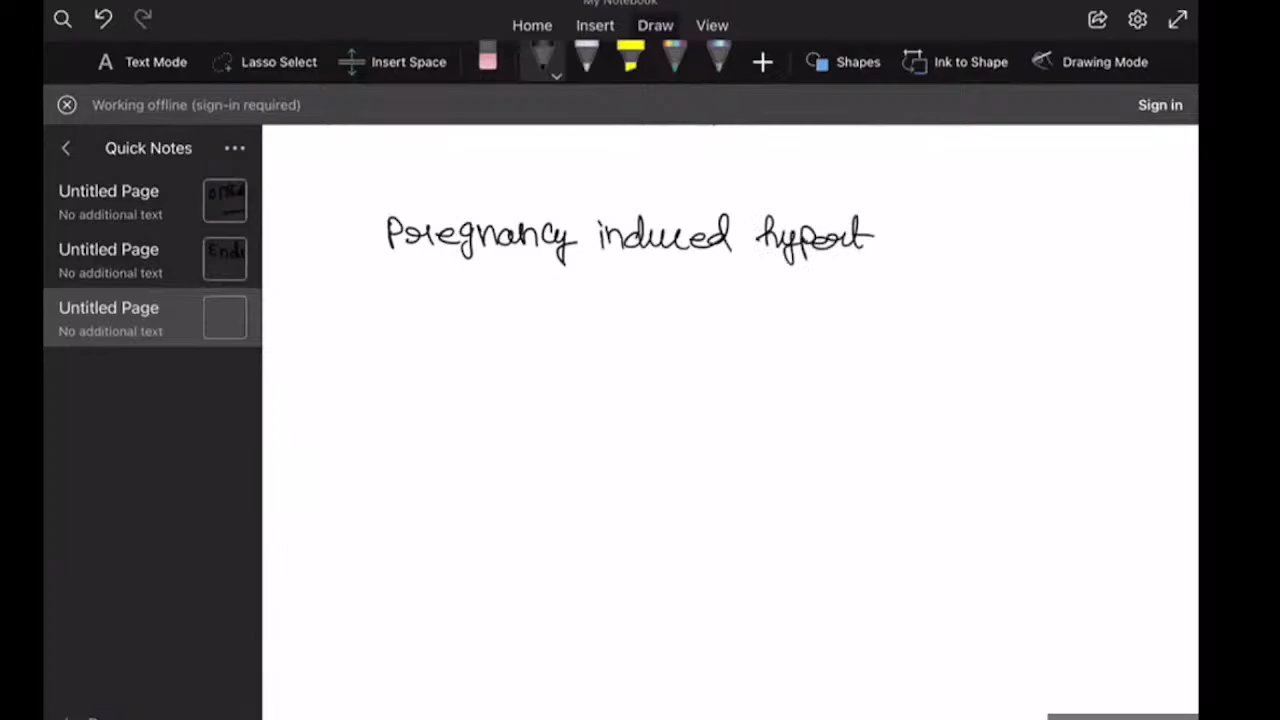 My Notebook
Home Insert Draw View
Text Mode Lasso Select Insert Space Shapes Ink to Shape Drawing Mode
Working offline (sign-in required) Sign in
Quick Notes
Untitled Page
No additional text
Untitled Page
No additional text
Untitled Page
No additional text
Pregnancy induced hypert